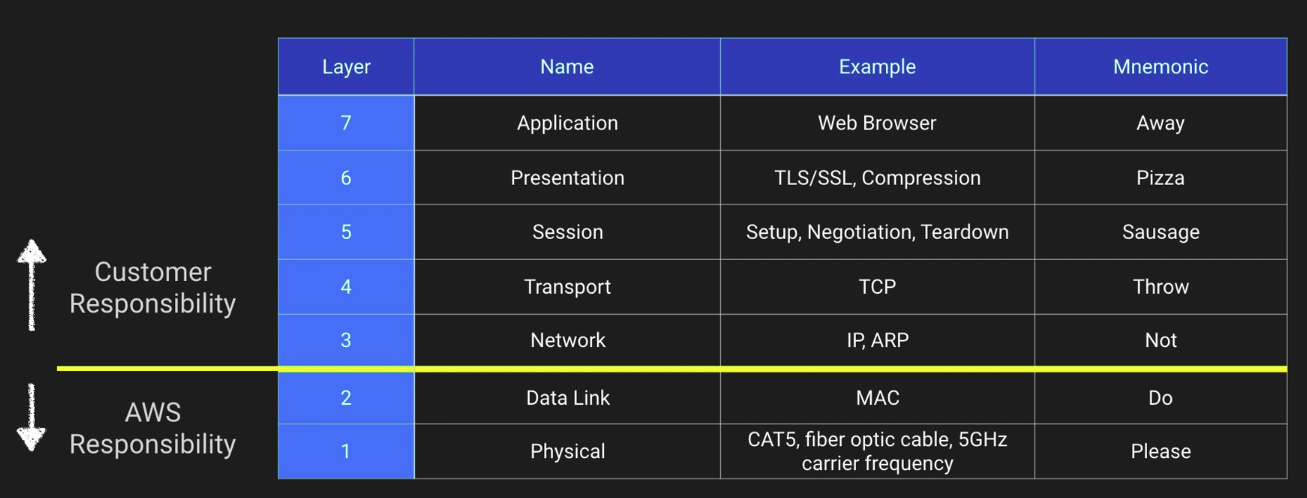 Layer Name Example Mnemonic
7 Application Web Browser Away
6 Presentation TLS/SSL, Compression Pizza
5 Session Setup, Negotiation, Teardown Sausage
Customer
Responsibility
4 Transport TCP Throw
3 Network IP, ARP Not
AWS
Responsibility
2 Data Link MAC Do
1 Physical CAT5, fiber optic cable, 5GHz
carrier frequency Please